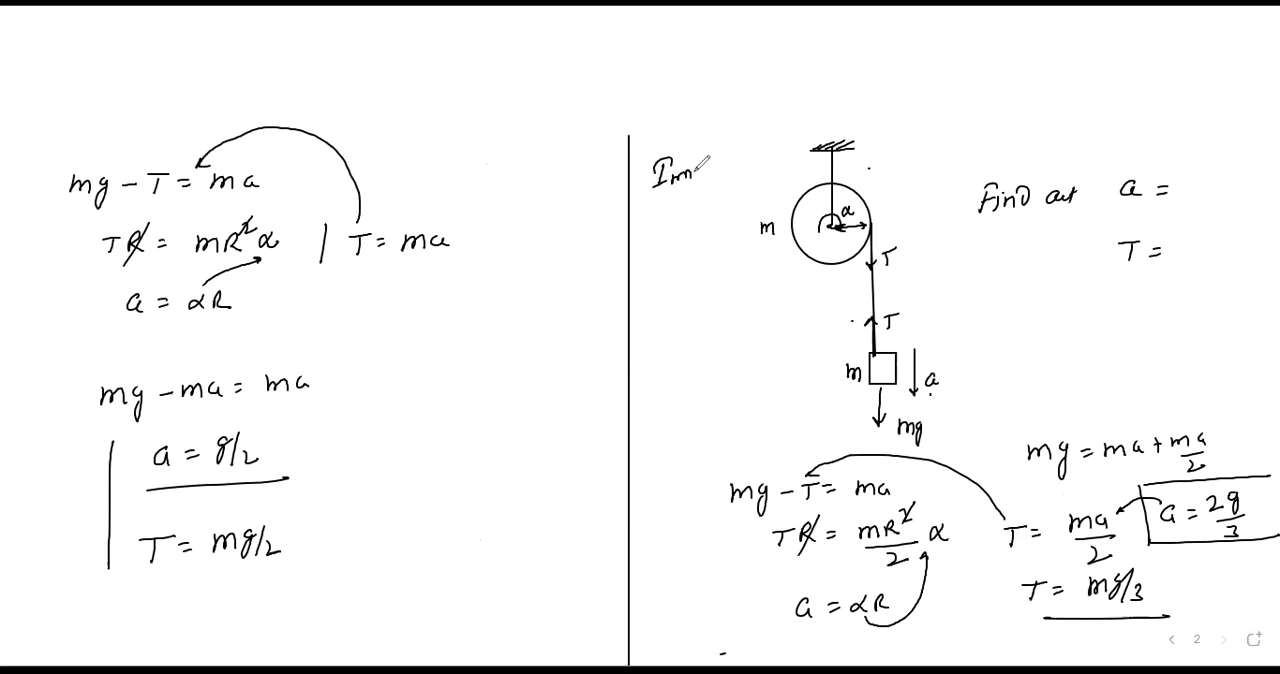 mg - T = ma
TR = mR²α | T = ma
a = αR
mg - ma = ma
a = g/2
T = mg/2
α
m
Find out a =
T =
T
T
m
a
mg
mg = ma + ma/2
mg - T = ma
TR = mR²/2 α
T = ma/2
a = 2g/3
a = αR
T = mg/3
2